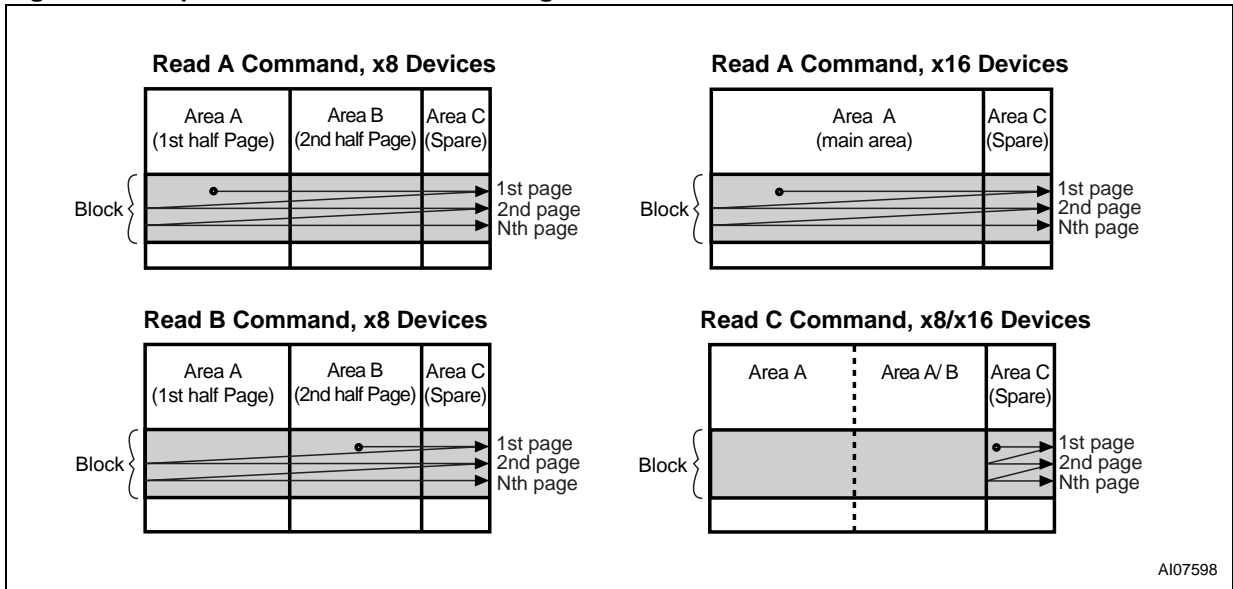 Read A Command, x8 Devices
Area A
(1st half Page)
Area B
(2nd half Page)
Area C
(Spare)
Block
1st page
2nd page
Nth page
Read A Command, x16 Devices
Area A
(main area)
Area C
(Spare)
Block
1st page
2nd page
Nth page
Read B Command, x8 Devices
Area A
(1st half Page)
Area B
(2nd half Page)
Area C
(Spare)
Block
1st page
2nd page
Nth page
Read C Command, x8/x16 Devices
Area A
Area A/ B
Area C
(Spare)
Block
1st page
2nd page
Nth page
AI07598